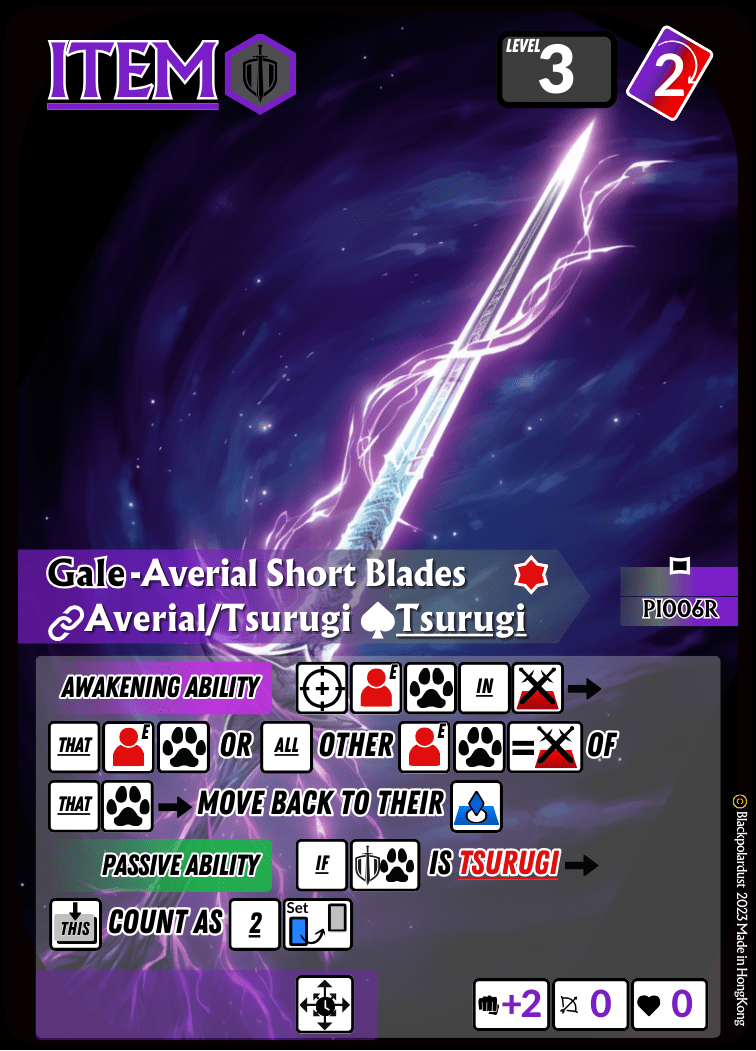 ITEM
LEVEL 3
2
Gale-Averial Short Blades
Averial/Tsurugi Tsurugi
PI006R
AWAKENING ABILITY E IN
THAT E OR ALL OTHER E = OF
THAT MOVE BACK TO THEIR
PASSIVE ABILITY IF IS TSURUGI
THIS COUNT AS 2 Set
+2 0 0
© Blackpolardust 2023 Made in HongKong